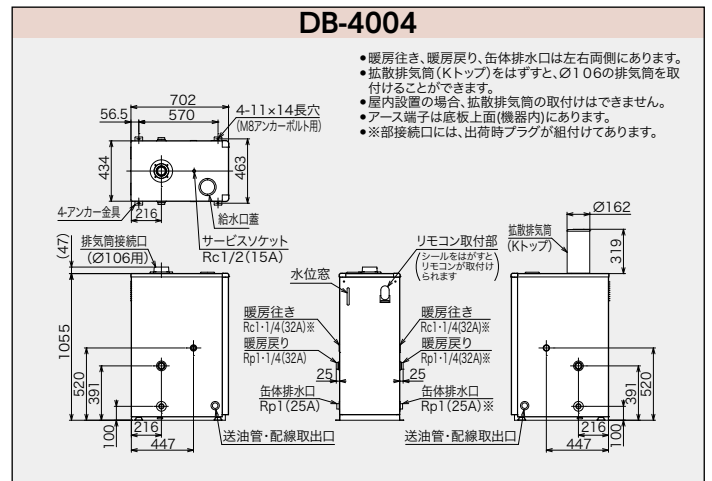 DB-4004
•暖房往き、暖房戻り、缶体排水口は左右両側にあります。
•拡散排気筒(Kトップ)をはずすと、Ø106の排気筒を取
付けることができます。
•屋内設置の場合、拡散排気筒の取付けはできません。
•アース端子は底板上面(機器内)にあります。
•※部接続口には、出荷時プラグが組付けてあります。
702
56.5
570
4-11×14長穴
(M8アンカーボルト用)
434
463
4-アンカー金具
216
給水口蓋
サービスソケット
Rc1/2(15A)
排気筒接続口
(Ø106用)
(47)
1055
520
391
100
216
447
送油管・配線取出口
水位窓
リモコン取付部
(シールをはがすと
リモコンが取付け
られます)
暖房往き
Rc1・1/4(32A)※
暖房戻り
Rp1・1/4(32A)
25
缶体排水口
Rp1(25A)
暖房往き
Rc1・1/4(32A)※
暖房戻り
Rp1・1/4(32A)※
25
缶体排水口
Rp1(25A)※
送油管・配線取出口
拡散排気筒
(Kトップ)
Ø162
319
520
391
100
216
447